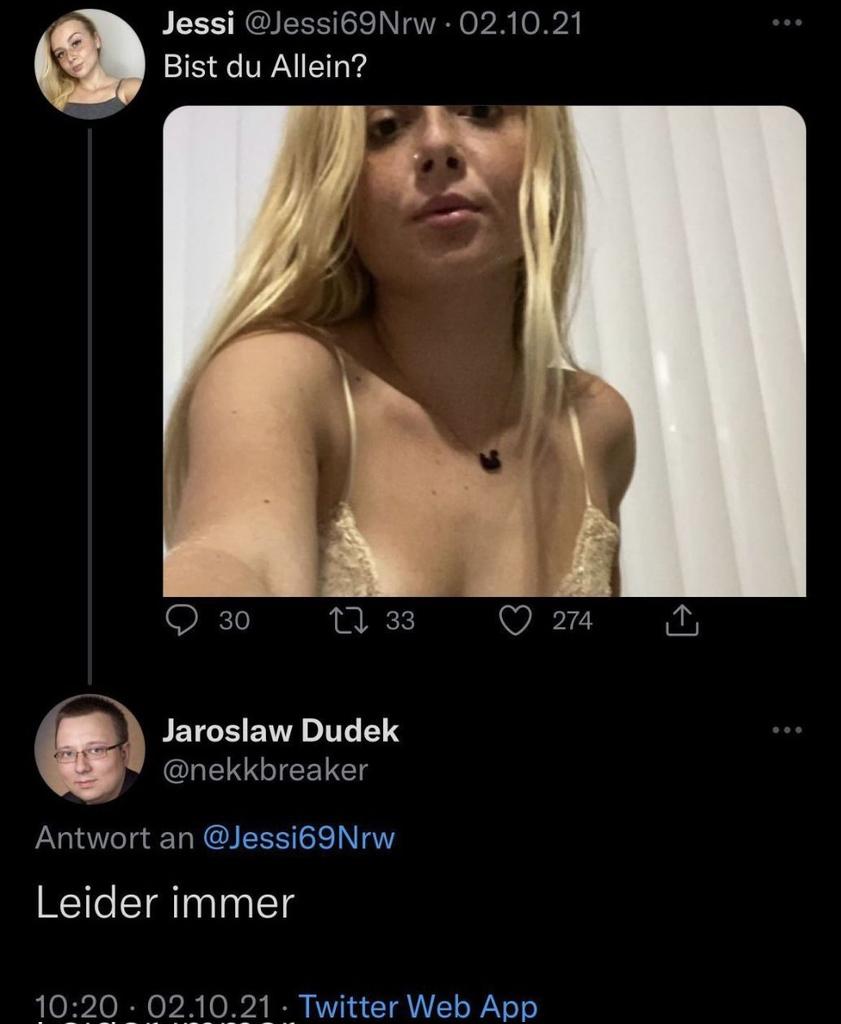 Jessi @Jessi69Nrw · 02.10.21
Bist du Allein?
30 33 274
Jaroslaw Dudek
@nekkbreaker
Antwort an @Jessi69Nrw
Leider immer
10:20 · 02.10.21 · Twitter Web App